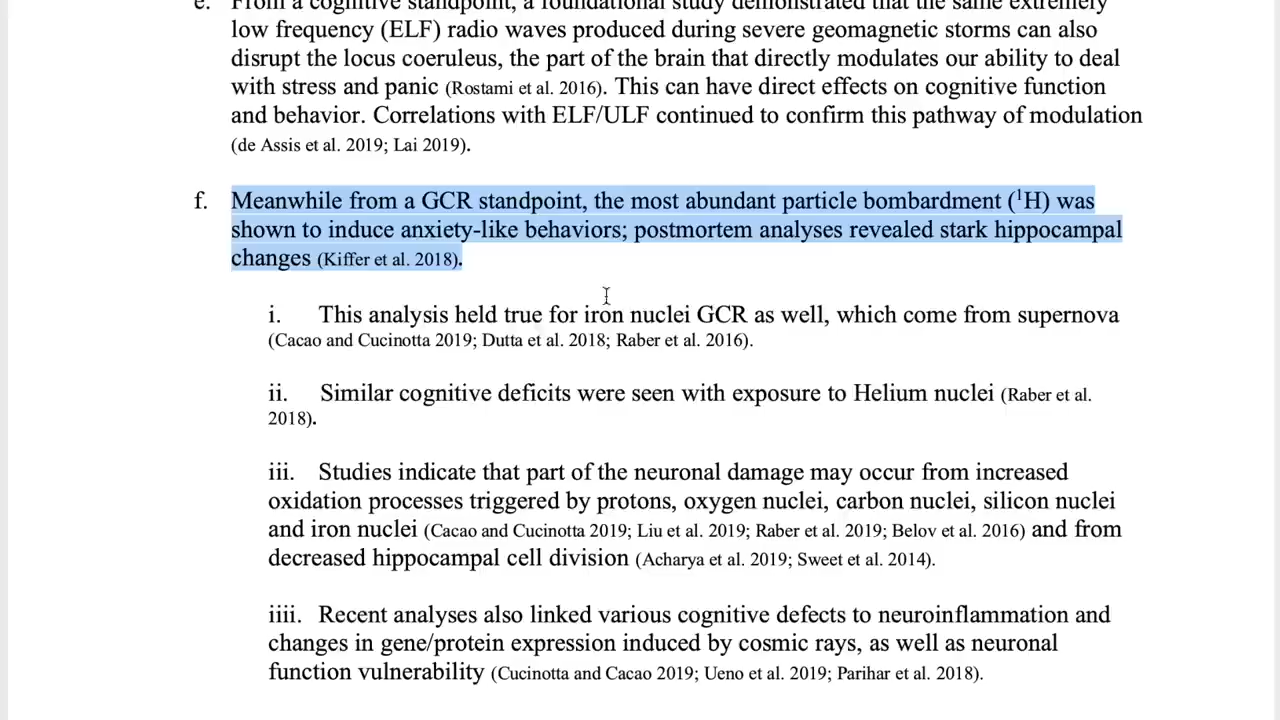 e. From a cognitive standpoint, a foundational study demonstrated that the same extremely
low frequency (ELF) radio waves produced during severe geomagnetic storms can also
disrupt the locus coeruleus, the part of the brain that directly modulates our ability to deal
with stress and panic (Rostami et al. 2016). This can have direct effects on cognitive function
and behavior. Correlations with ELF/ULF continued to confirm this pathway of modulation
(de Assis et al. 2019; Lai 2019).
f. Meanwhile from a GCR standpoint, the most abundant particle bombardment (¹H) was
shown to induce anxiety-like behaviors; postmortem analyses revealed stark hippocampal
changes (Kiffer et al. 2018).
i. This analysis held true for iron nuclei GCR as well, which come from supernova
(Cacao and Cucinotta 2019; Dutta et al. 2018; Raber et al. 2016).
ii. Similar cognitive deficits were seen with exposure to Helium nuclei (Raber et al.
2018).
iii. Studies indicate that part of the neuronal damage may occur from increased
oxidation processes triggered by protons, oxygen nuclei, carbon nuclei, silicon nuclei
and iron nuclei (Cacao and Cucinotta 2019; Liu et al. 2019; Raber et al. 2019; Belov et al. 2016) and from
decreased hippocampal cell division (Acharya et al. 2019; Sweet et al. 2014).
iiii. Recent analyses also linked various cognitive defects to neuroinflammation and
changes in gene/protein expression induced by cosmic rays, as well as neuronal
function vulnerability (Cucinotta and Cacao 2019; Ueno et al. 2019; Parihar et al. 2018).